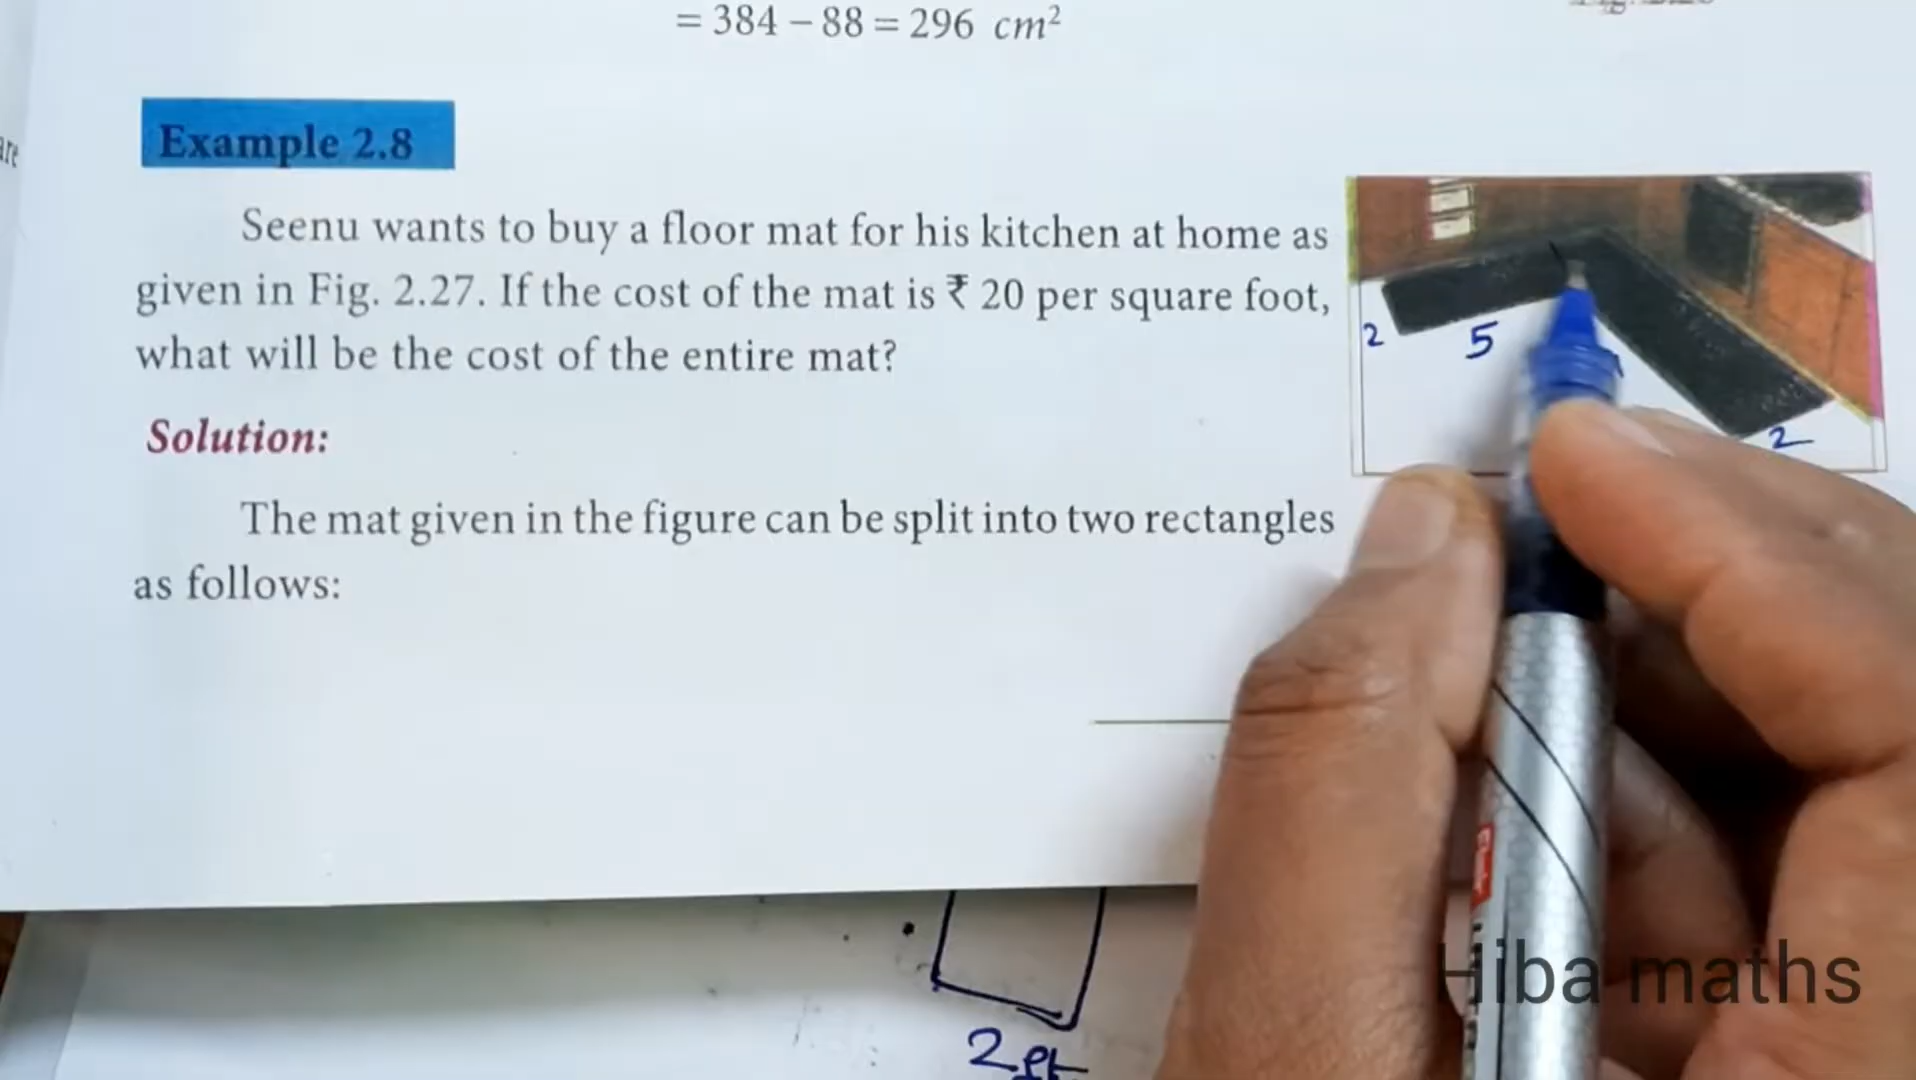 = 384 – 88 = 296 cm²
are
Example 2.8
Seenu wants to buy a floor mat for his kitchen at home as
given in Fig. 2.27. If the cost of the mat is ₹ 20 per square foot,
what will be the cost of the entire mat?
2
5
2
Solution:
The mat given in the figure can be split into two rectangles
as follows:
Hiba maths
2 ft